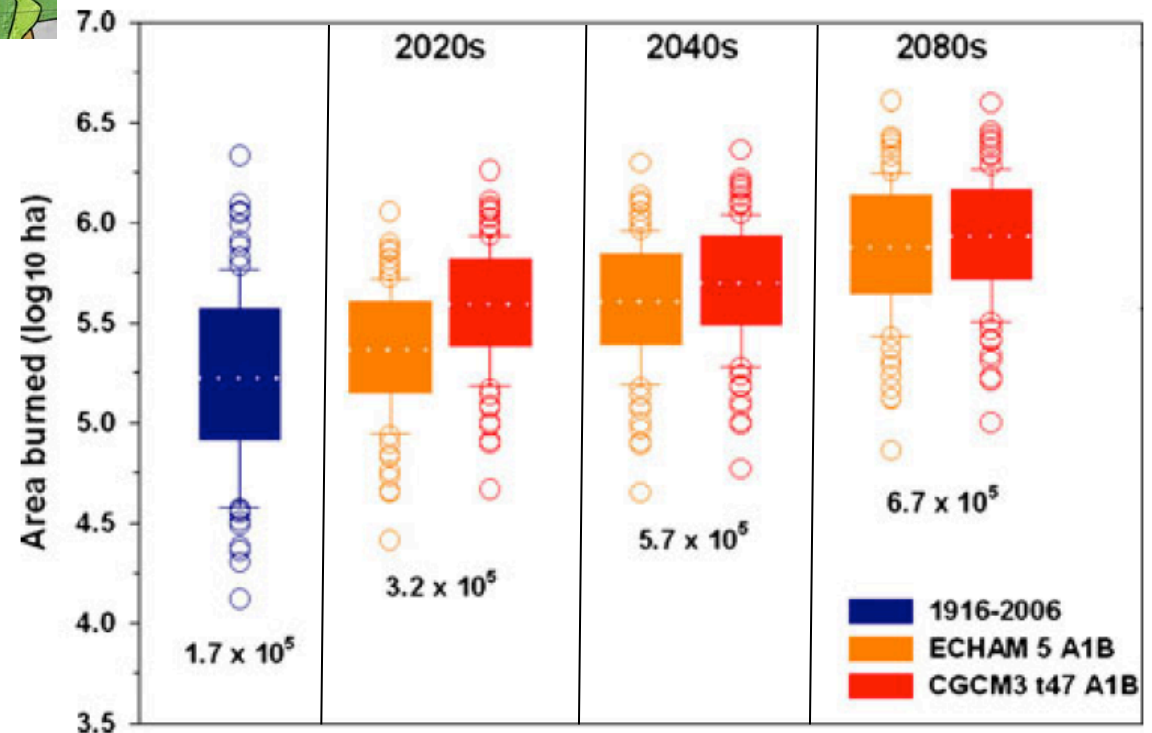 2020s
2040s
2080s
7.0
6.5
6.0
5.5
5.0
4.5
4.0
3.5
Area burned (log10 ha)
1.7 x 10⁵
3.2 x 10⁵
5.7 x 10⁵
6.7 x 10⁵
1916-2006
ECHAM 5 A1B
CGCM3 t47 A1B